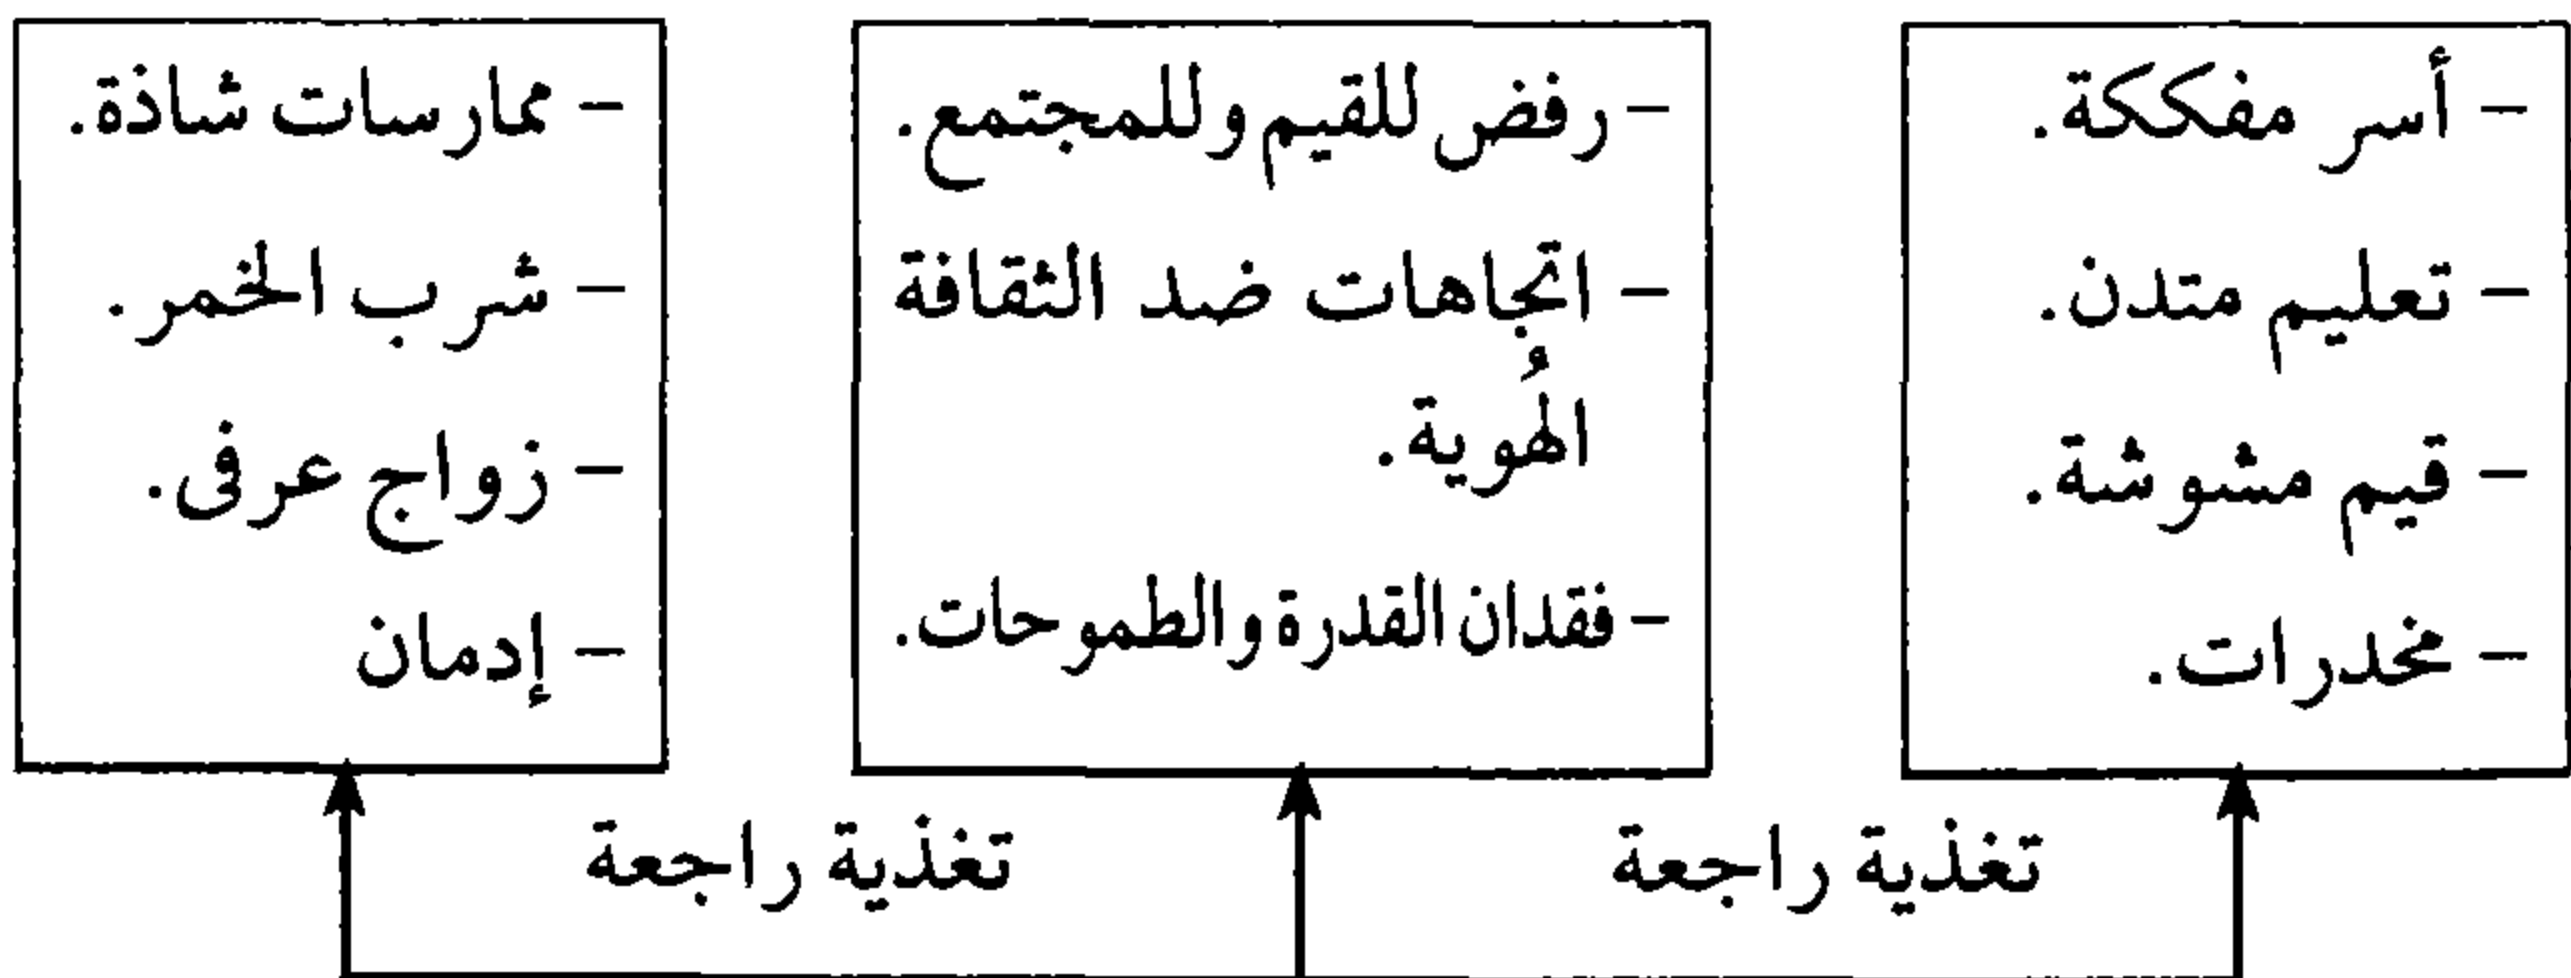 - أسر مفككة.
- تعليم متدن.
- قيم مشوشة.
- مخدرات.
- رفض للقيم وللمجتمع.
- اتجاهات ضد الثقافة
الهُوية.
- فقدان القدرة والطموحات.
- ممارسات شاذة.
- شرب الخمر.
- زواج عرفى.
- إدمان
تغذية راجعة
تغذية راجعة